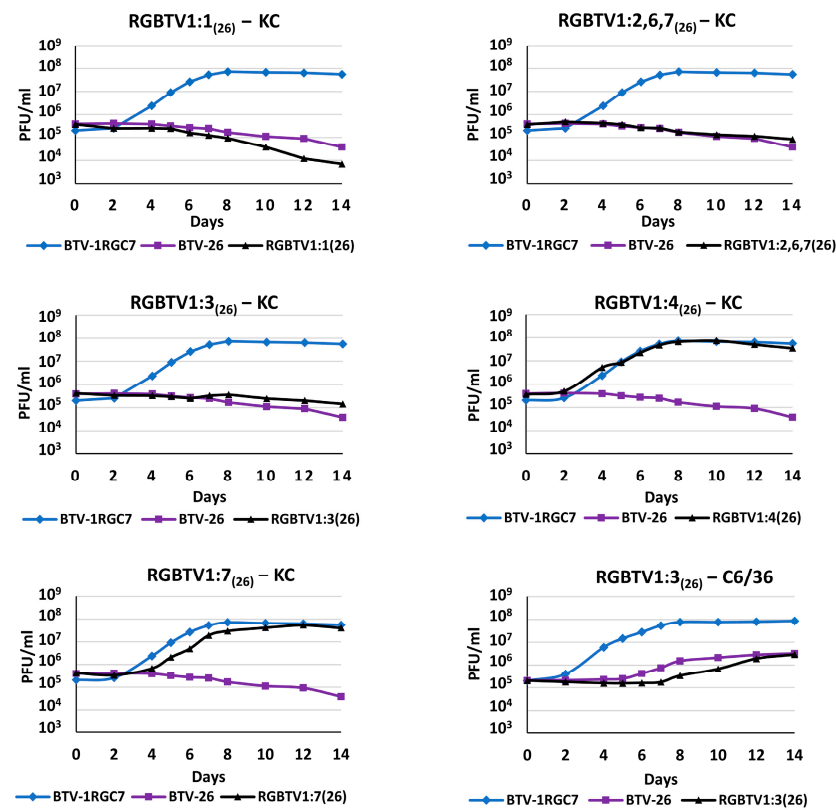 RGBTV1:1(26) – KC
PFU/ml
10⁹
10⁸
10⁷
10⁶
10⁵
10⁴
10³
0 2 4 6 8 10 12 14
Days
BTV-1RGC7 BTV-26 RGBTV1:1(26)
RGBTV1:2,6,7(26) – KC
PFU/ml
10⁹
10⁸
10⁷
10⁶
10⁵
10⁴
10³
0 2 4 6 8 10 12 14
Days
BTV-1RGC7 BTV-26 RGBTV1:2,6,7(26)
RGBTV1:3(26) – KC
PFU/ml
10⁹
10⁸
10⁷
10⁶
10⁵
10⁴
10³
0 2 4 6 8 10 12 14
Days
BTV-1RGC7 BTV-26 RGBTV1:3(26)
RGBTV1:4(26) – KC
PFU/ml
10⁹
10⁸
10⁷
10⁶
10⁵
10⁴
10³
0 2 4 6 8 10 12 14
Days
BTV-1RGC7 BTV-26 RGBTV1:4(26)
RGBTV1:7(26) – KC
PFU/ml
10⁹
10⁸
10⁷
10⁶
10⁵
10⁴
10³
0 2 4 6 8 10 12 14
Days
BTV-1RGC7 BTV-26 RGBTV1:7(26)
RGBTV1:3(26) – C6/36
PFU/ml
10⁹
10⁸
10⁷
10⁶
10⁵
10⁴
10³
0 2 4 6 8 10 12 14
Days
BTV-1RGC7 BTV-26 RGBTV1:3(26)